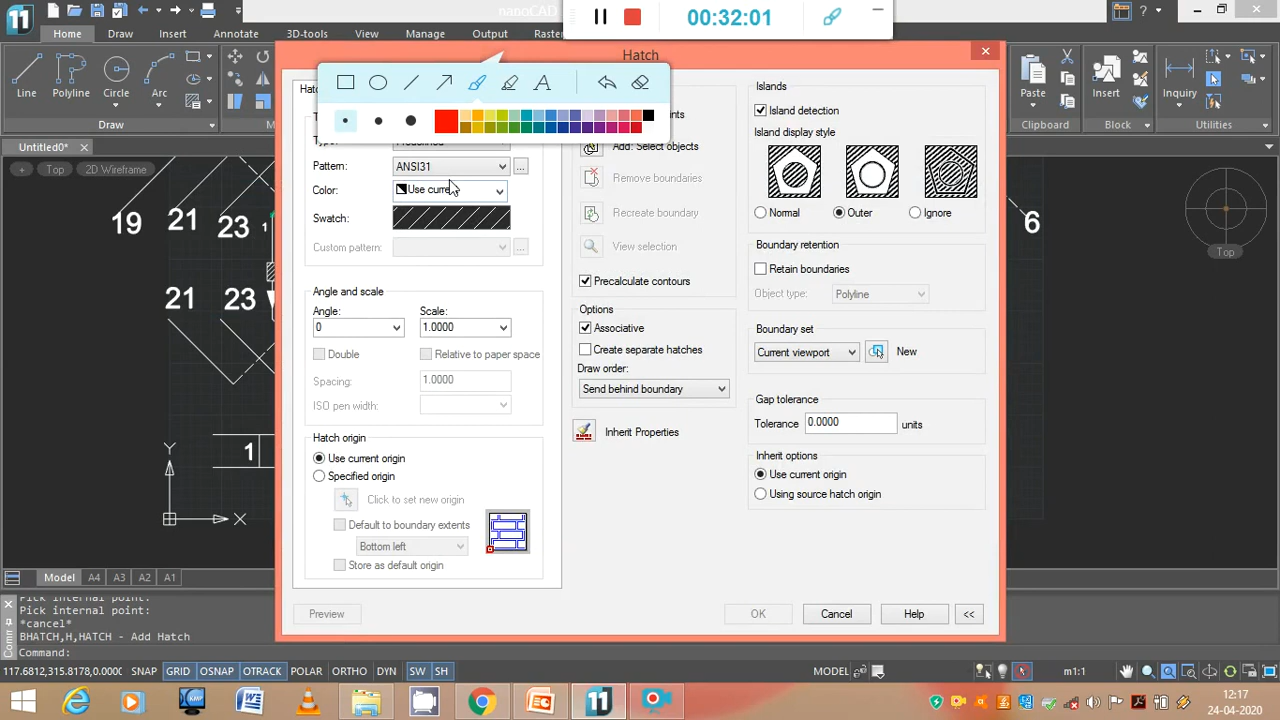 nanoCAD
00:32:01
Home
Draw
Insert
Annotate
3D-tools
View
Manage
Output
Line
Polyline
Circle
Arc
Draw
Hatch
Paste
Insert
Inquiry
Clipboard
Block
Utilities
Untitled0*
Top
2D Wireframe
Pattern:
ANSI31
Color:
Swatch:
Custom pattern:
Angle and scale
Angle:
Scale:
0
1.0000
Double
Relative to paper space
Spacing:
1.0000
ISO pen width:
Hatch origin
Use current origin
Specified origin
Click to set new origin
Default to boundary extents
Bottom left
Store as default origin
Add: Select objects
Remove boundaries
Recreate boundary
View selection
Precalculate contours
Options
Associative
Create separate hatches
Draw order:
Send behind boundary
Inherit Properties
Islands
Island detection
Island display style
Normal
Outer
Ignore
Boundary retention
Retain boundaries
Object type:
Polyline
Boundary set
Current viewport
New
Gap tolerance
Tolerance
0.0000
units
Inherit options
Use current origin
Using source hatch origin
Preview
OK
Cancel
Help
<<
19
21
23
1
6
21
23
Top
Y
1
X
Model
A4
A3
A2
A1
Pick internal point:
*cancel*
BHATCH,H,HATCH - Add Hatch
Command:
117.6812,315.8178,0.0000
SNAP
GRID
OSNAP
OTRACK
POLAR
ORTHO
DYN
SW
SH
MODEL
m1:1
12:17
24-04-2020